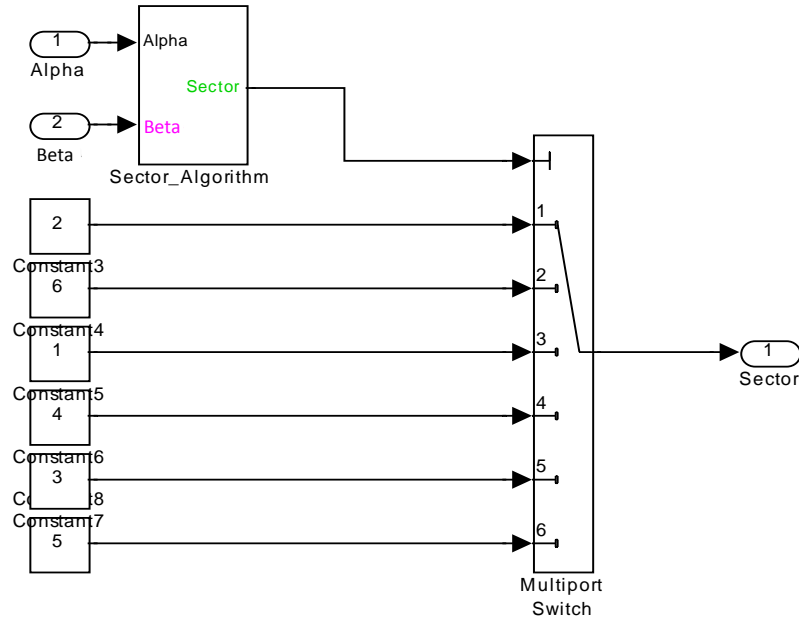 1
Alpha
Alpha
Sector
2
Beta
Beta
Sector_Algorithm
2
1
Constant3
6
2
Constant4
1
3
1
Sector
Constant5
4
4
Constant6
3
5
Constant8
Constant7
5
6
Multiport
Switch